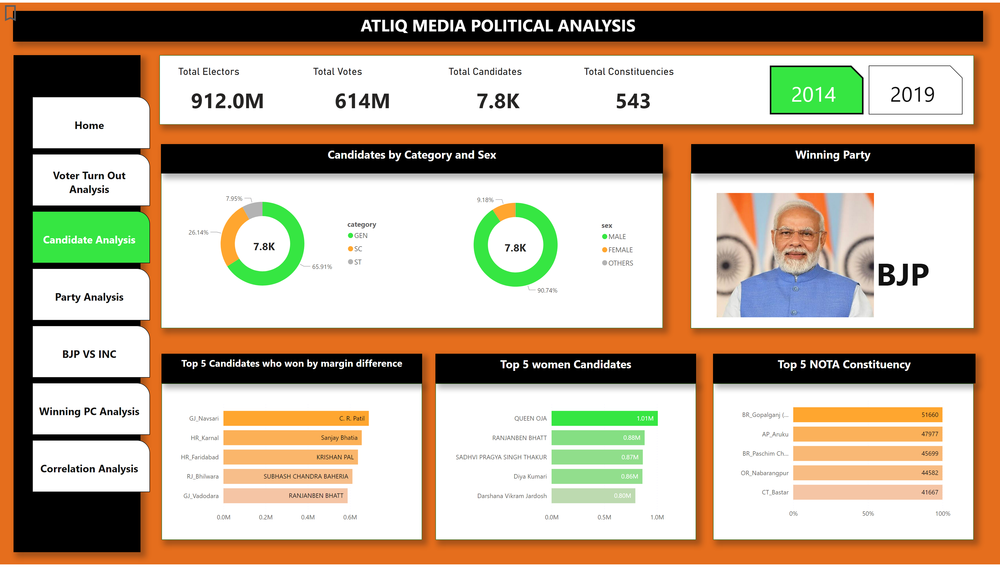 ATLIQ MEDIA POLITICAL ANALYSIS
Home
Voter Turn Out
Analysis
Candidate Analysis
Party Analysis
BJP VS INC
Winning PC Analysis
Correlation Analysis
Total Electors
912.0M
Total Votes
614M
Total Candidates
7.8K
Total Constituencies
543
2014
2019
Candidates by Category and Sex
7.95%
26.14%
65.91%
7.8K
category
GEN
SC
ST
9.18%
90.74%
7.8K
sex
MALE
FEMALE
OTHERS
Winning Party
BJP
Top 5 Candidates who won by margin difference
GJ_Navsari C. R. Patil
HR_Karnal Sanjay Bhatia
HR_Faridabad KRISHAN PAL
RJ_Bhilwara SUBHASH CHANDRA BAHERIA
GJ_Vadodara RANJANBEN BHATT
0.0M 0.2M 0.4M 0.6M
Top 5 women Candidates
QUEEN OJA 1.01M
RANJANBEN BHATT 0.88M
SADHVI PRAGYA SINGH THAKUR 0.87M
Diya Kumari 0.86M
Darshana Vikram Jardosh 0.80M
0.0M 0.5M 1.0M
Top 5 NOTA Constituency
BR_Gopalganj (... 51660
AP_Aruku 47977
BR_Paschim Ch... 45699
OR_Nabarangpur 44582
CT_Bastar 41667
0% 50% 100%